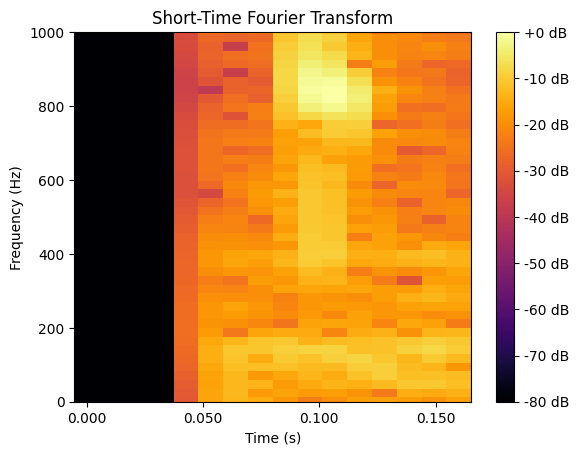 Short-Time Fourier Transform
Frequency (Hz)
1000
800
600
400
200
0
0.000
0.050
0.100
0.150
Time (s)
+0 dB
-10 dB
-20 dB
-30 dB
-40 dB
-50 dB
-60 dB
-70 dB
-80 dB